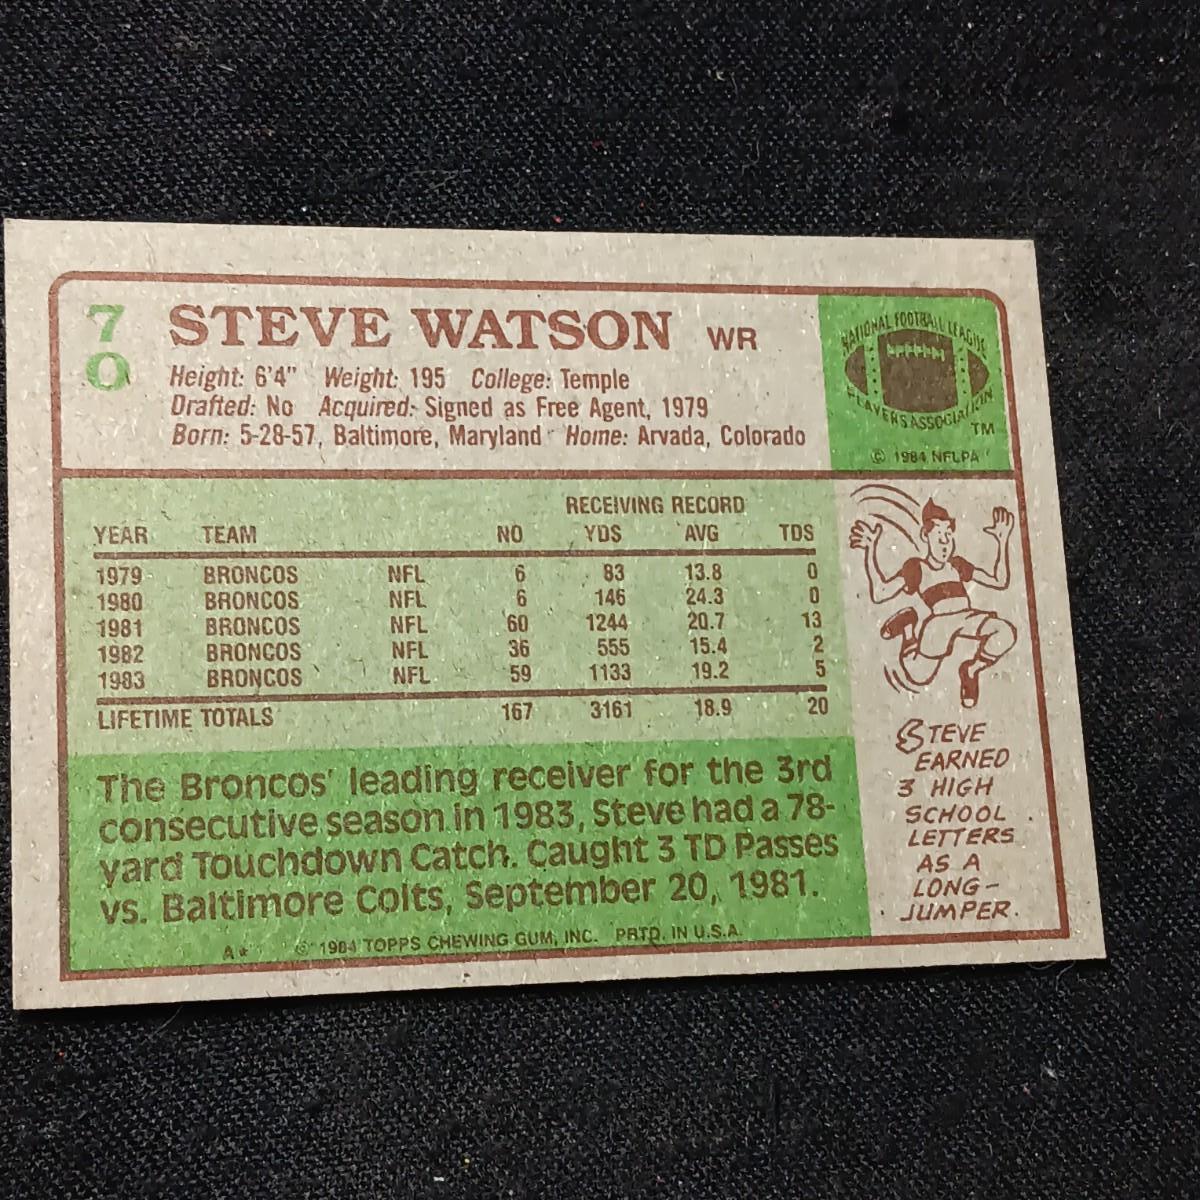 70
STEVE WATSON WR
Height: 6'4" Weight: 195 College: Temple
Drafted: No Acquired: Signed as Free Agent, 1979
Born: 5-28-57, Baltimore, Maryland Home: Arvada, Colorado
NATIONAL FOOTBALL LEAGUE
PLAYERS ASSOCIATION
TM
© 1984 NFLPA
RECEIVING RECORD
YEAR TEAM NO YDS AVG TDS
1979 BRONCOS NFL 6 83 13.8 0
1980 BRONCOS NFL 6 146 24.3 0
1981 BRONCOS NFL 60 1244 20.7 13
1982 BRONCOS NFL 36 555 15.4 2
1983 BRONCOS NFL 59 1133 19.2 5
LIFETIME TOTALS 167 3161 18.9 20
The Broncos' leading receiver for the 3rd
consecutive season in 1983, Steve had a 78-
yard Touchdown Catch. Caught 3 TD Passes
vs. Baltimore Colts, September 20, 1981.
A* © 1984 TOPPS CHEWING GUM, INC. PRTD. IN U.S.A.
STEVE
EARNED
3 HIGH
SCHOOL
LETTERS
AS A
LONG-
JUMPER.